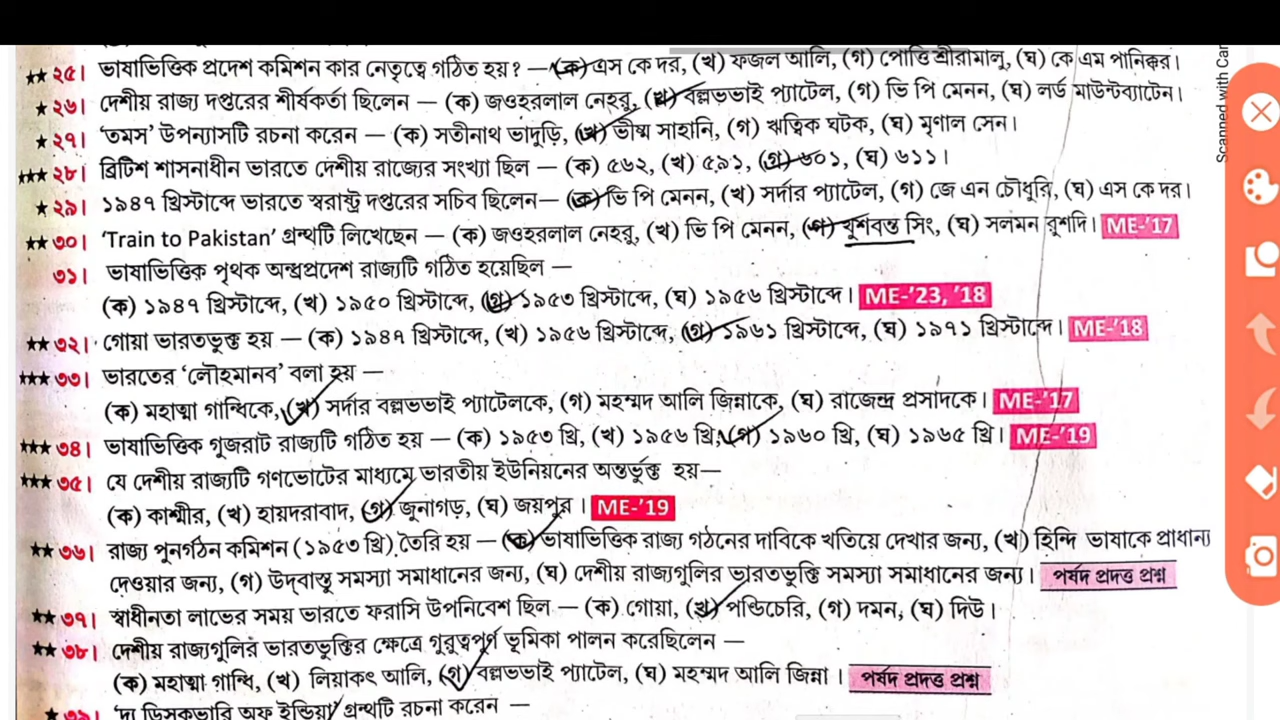 ★★ ২৫। ভাষাভিত্তিক প্রদেশ কমিশন কার নেতৃত্বে গঠিত হয়? — (ক) এস কে দর, (খ) ফজল আলি, (গ) পোত্তি শ্রীরামালু, (ঘ) কে এম পানিক্কর।
★ ২৬। দেশীয় রাজ্য দপ্তরের শীর্ষকর্তা ছিলেন — (ক) জওহরলাল নেহরু, (খ) বল্লভভাই প্যাটেল, (গ) ভি পি মেনন, (ঘ) লর্ড মাউন্টব্যাটেন।
★ ২৭। ‘তমস’ উপন্যাসটি রচনা করেন — (ক) সতীনাথ ভাদুড়ি, (খ) ভীষ্ম সাহানি, (গ) ঋত্বিক ঘটক, (ঘ) মৃণাল সেন।
★★★ ২৮। ব্রিটিশ শাসনাধীন ভারতে দেশীয় রাজ্যের সংখ্যা ছিল — (ক) ৫৬২, (খ) ৫৯১, (গ) ৬০১, (ঘ) ৬১১।
★ ২৯। ১৯৪৭ খ্রিস্টাব্দে ভারতে স্বরাষ্ট্র দপ্তরের সচিব ছিলেন— (ক) ভি পি মেনন, (খ) সর্দার প্যাটেল, (গ) জে এন চৌধুরি, (ঘ) এস কে দর।
★★ ৩০। ‘Train to Pakistan’ গ্রন্থটি লিখেছেন — (ক) জওহরলাল নেহরু, (খ) ভি পি মেনন, (গ) খুশবন্ত সিং, (ঘ) সলমন রুশদি। ME-’17
৩১। ভাষাভিত্তিক পৃথক অন্ধ্রপ্রদেশ রাজ্যটি গঠিত হয়েছিল —
(ক) ১৯৪৭ খ্রিস্টাব্দে, (খ) ১৯৫০ খ্রিস্টাব্দে, (গ) ১৯৫৩ খ্রিস্টাব্দে, (ঘ) ১৯৫৬ খ্রিস্টাব্দে। ME-’23, ’18
★★ ৩২। গোয়া ভারতভুক্ত হয় — (ক) ১৯৪৭ খ্রিস্টাব্দে, (খ) ১৯৫৬ খ্রিস্টাব্দে, (গ) ১৯৬১ খ্রিস্টাব্দে, (ঘ) ১৯৭১ খ্রিস্টাব্দে। ME-’18
★★★ ৩৩। ভারতের ‘লৌহমানব’ বলা হয় —
(ক) মহাত্মা গান্ধিকে, (খ) সর্দার বল্লভভাই প্যাটেলকে, (গ) মহম্মদ আলি জিন্নাকে, (ঘ) রাজেন্দ্র প্রসাদকে। ME-’17
★★★ ৩৪। ভাষাভিত্তিক গুজরাট রাজ্যটি গঠিত হয় — (ক) ১৯৫৩ খ্রি, (খ) ১৯৫৬ খ্রি, (গ) ১৯৬০ খ্রি, (ঘ) ১৯৬৫ খ্রি। ME-’19
★★★ ৩৫। যে দেশীয় রাজ্যটি গণভোটের মাধ্যমে ভারতীয় ইউনিয়নের অন্তর্ভুক্ত হয়—
(ক) কাশ্মীর, (খ) হায়দরাবাদ, (গ) জুনাগড়, (ঘ) জয়পুর। ME-’19
★★ ৩৬। রাজ্য পুনর্গঠন কমিশন (১৯৫৩ খ্রি) তৈরি হয় — (ক) ভাষাভিত্তিক রাজ্য গঠনের দাবিকে খতিয়ে দেখার জন্য, (খ) হিন্দি ভাষাকে প্রাধান্য
দেওয়ার জন্য, (গ) উদ্‌বাস্তু সমস্যা সমাধানের জন্য, (ঘ) দেশীয় রাজ্যগুলির ভারতভুক্তি সমস্যা সমাধানের জন্য। পর্ষদ প্রদত্ত প্রশ্ন
★★ ৩৭। স্বাধীনতা লাভের সময় ভারতে ফরাসি উপনিবেশ ছিল — (ক) গোয়া, (খ) পন্ডিচেরি, (গ) দমন, (ঘ) দিউ।
★★ ৩৮। দেশীয় রাজ্যগুলির ভারতভুক্তির ক্ষেত্রে গুরুত্বপূর্ণ ভূমিকা পালন করেছিলেন —
(ক) মহাত্মা গান্ধি, (খ) লিয়াকৎ আলি, (গ) বল্লভভাই প্যাটেল, (ঘ) মহম্মদ আলি জিন্না। পর্ষদ প্রদত্ত প্রশ্ন
★ ৩৯। ‘দ্য ডিসকভারি অফ ইন্ডিয়া’ গ্রন্থটি রচনা করেন —
Scanned with Car